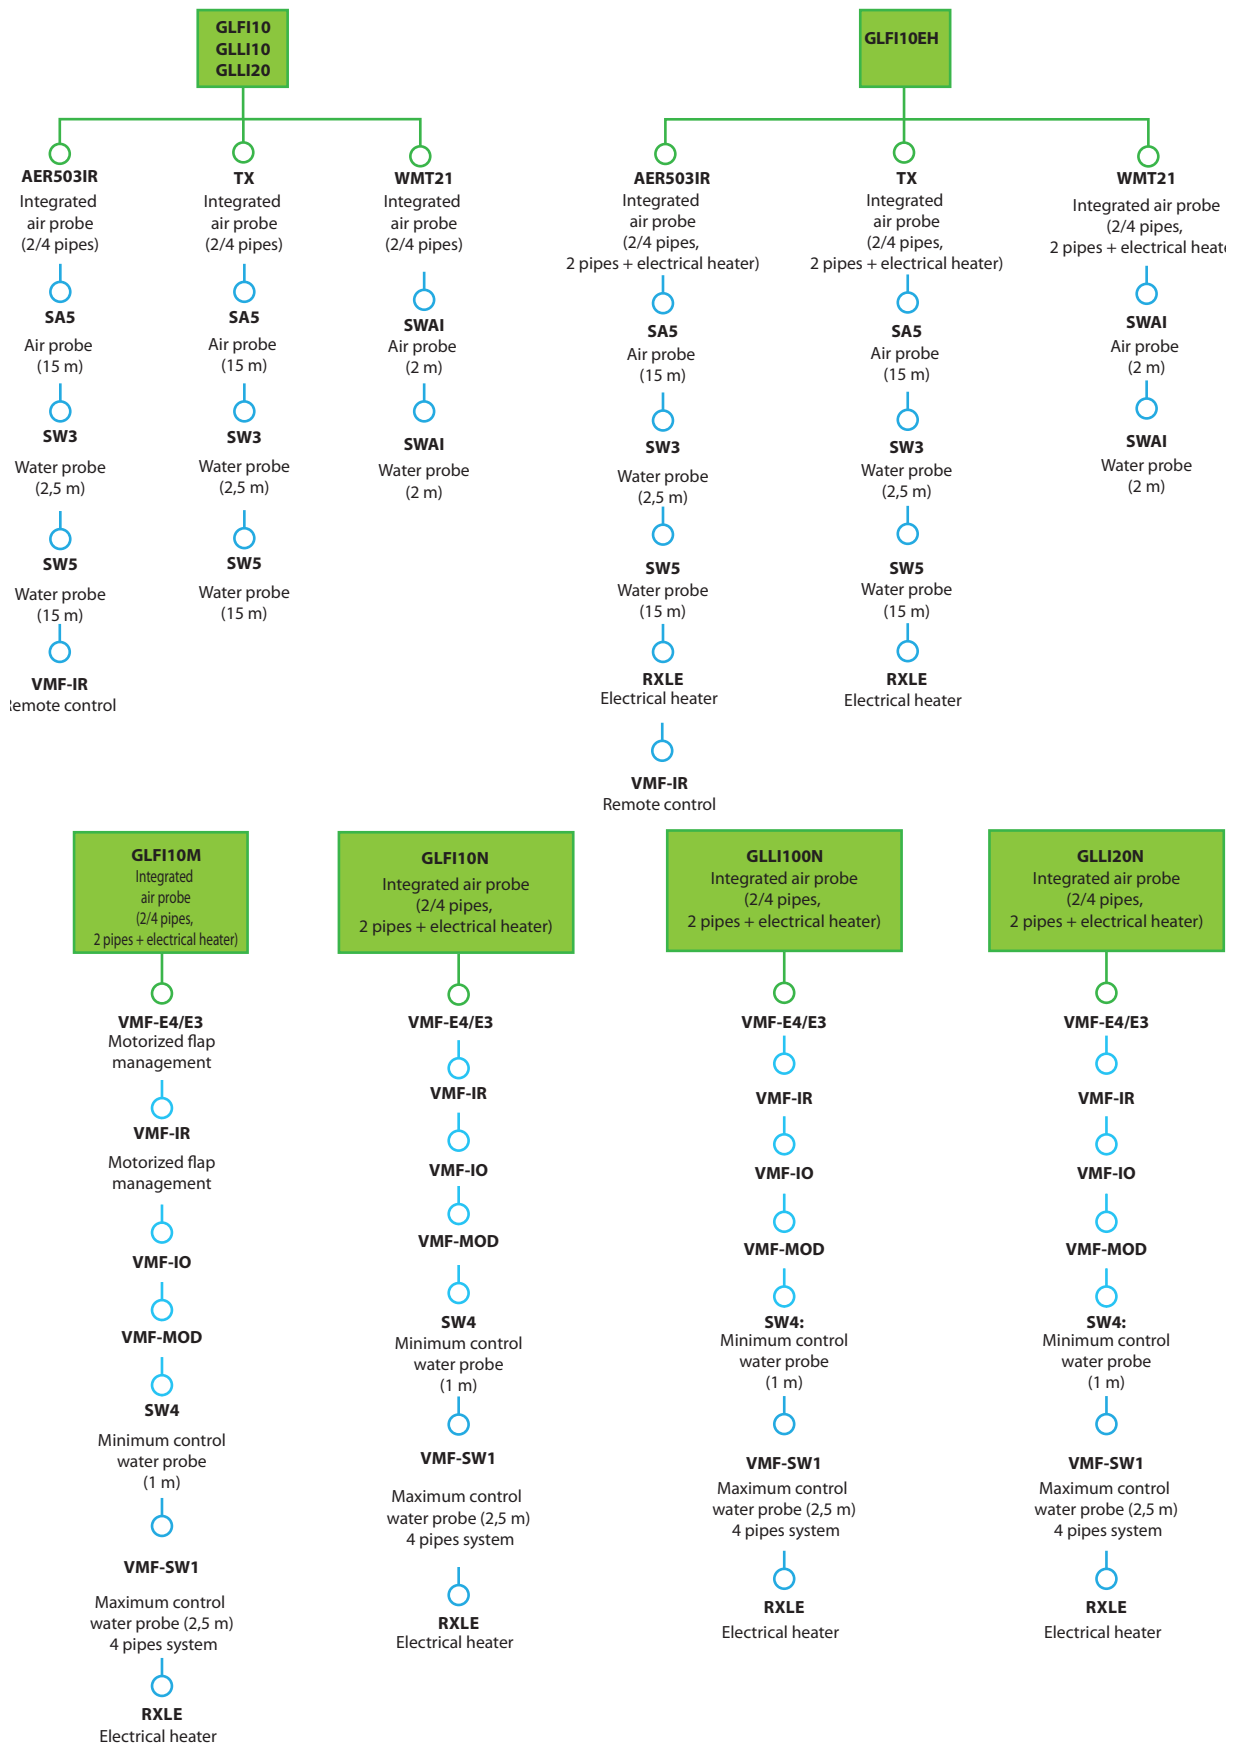 GLFI10
GLLI10
GLLI20
AER503IR
Integrated
air probe
(2/4 pipes)
SA5
Air probe
(15 m)
SW3
Water probe
(2,5 m)
SW5
Water probe
(15 m)
VMF-IR
Remote control
TX
Integrated
air probe
(2/4 pipes)
SA5
Air probe
(15 m)
SW3
Water probe
(2,5 m)
SW5
Water probe
(15 m)
WMT21
Integrated
air probe
(2/4 pipes)
SWAI
Air probe
(2 m)
SWAI
Water probe
(2 m)
GLFI10EH
AER503IR
Integrated
air probe
(2/4 pipes,
2 pipes + electrical heater)
SA5
Air probe
(15 m)
SW3
Water probe
(2,5 m)
SW5
Water probe
(15 m)
RXLE
Electrical heater
VMF-IR
Remote control
TX
Integrated
air probe
(2/4 pipes,
2 pipes + electrical heater)
SA5
Air probe
(15 m)
SW3
Water probe
(2,5 m)
SW5
Water probe
(15 m)
RXLE
Electrical heater
WMT21
Integrated air probe
(2/4 pipes,
2 pipes + electrical heate
SWAI
Air probe
(2 m)
SWAI
Water probe
(2 m)
GLFI10M
Integrated
air probe
(2/4 pipes,
2 pipes + electrical heater)
VMF-E4/E3
Motorized flap
management
VMF-IR
Motorized flap
management
VMF-IO
VMF-MOD
SW4
Minimum control
water probe
(1 m)
VMF-SW1
Maximum control
water probe (2,5 m)
4 pipes system
RXLE
Electrical heater
GLFI10N
Integrated air probe
(2/4 pipes,
2 pipes + electrical heater)
VMF-E4/E3
VMF-IR
VMF-IO
VMF-MOD
SW4
Minimum control
water probe
(1 m)
VMF-SW1
Maximum control
water probe (2,5 m)
4 pipes system
RXLE
Electrical heater
GLLI100N
Integrated air probe
(2/4 pipes,
2 pipes + electrical heater)
VMF-E4/E3
VMF-IR
VMF-IO
VMF-MOD
SW4:
Minimum control
water probe
(1 m)
VMF-SW1
Maximum control
water probe (2,5 m)
4 pipes system
RXLE
Electrical heater
GLLI20N
Integrated air probe
(2/4 pipes,
2 pipes + electrical heater)
VMF-E4/E3
VMF-IR
VMF-IO
VMF-MOD
SW4:
Minimum control
water probe
(1 m)
VMF-SW1
Maximum control
water probe (2,5 m)
4 pipes system
RXLE
Electrical heater